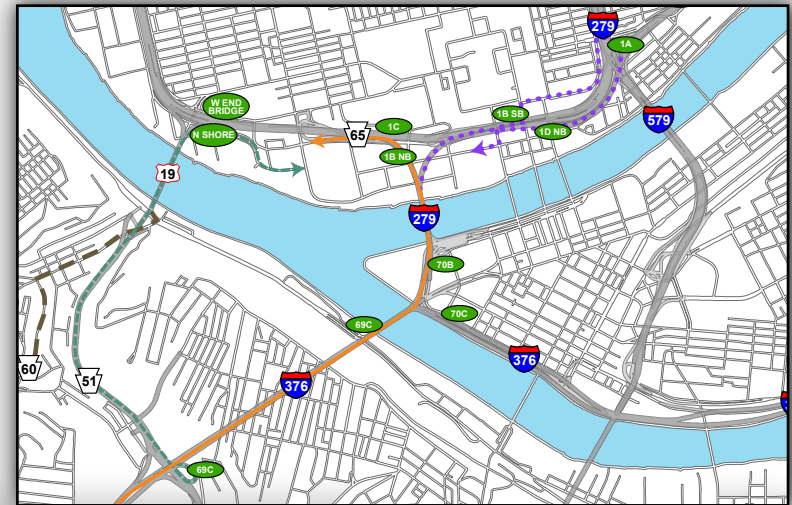 279
1A
W END
BRIDGE
1B SB
579
1C
1D NB
N SHORE
65
1B NB
19
279
70B
70C
69C
376
60
376
51
69C